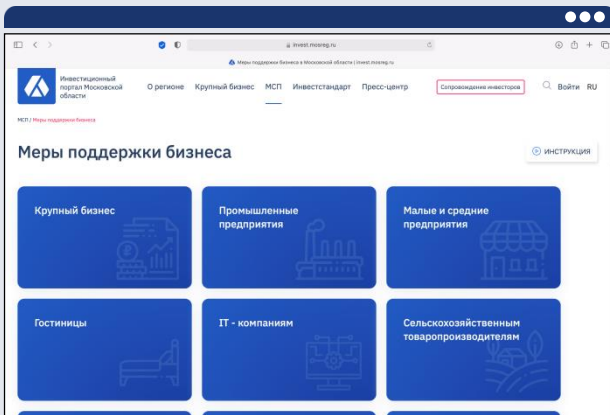 invest.mosreg.ru
Меры поддержки бизнеса в Московской области | invest.mosreg.ru
Инвестиционный
портал Московской
области
О регионе Крупный бизнес МСП Инвестстандарт Пресс-центр
Сопровождение инвесторов
Войти RU
МСП / Меры поддержки бизнеса
Меры поддержки бизнеса
ИНСТРУКЦИЯ
Крупный бизнес
Промышленные
предприятия
Малые и средние
предприятия
Гостиницы
IT - компаниям
Сельскохозяйственным
товаропроизводителям